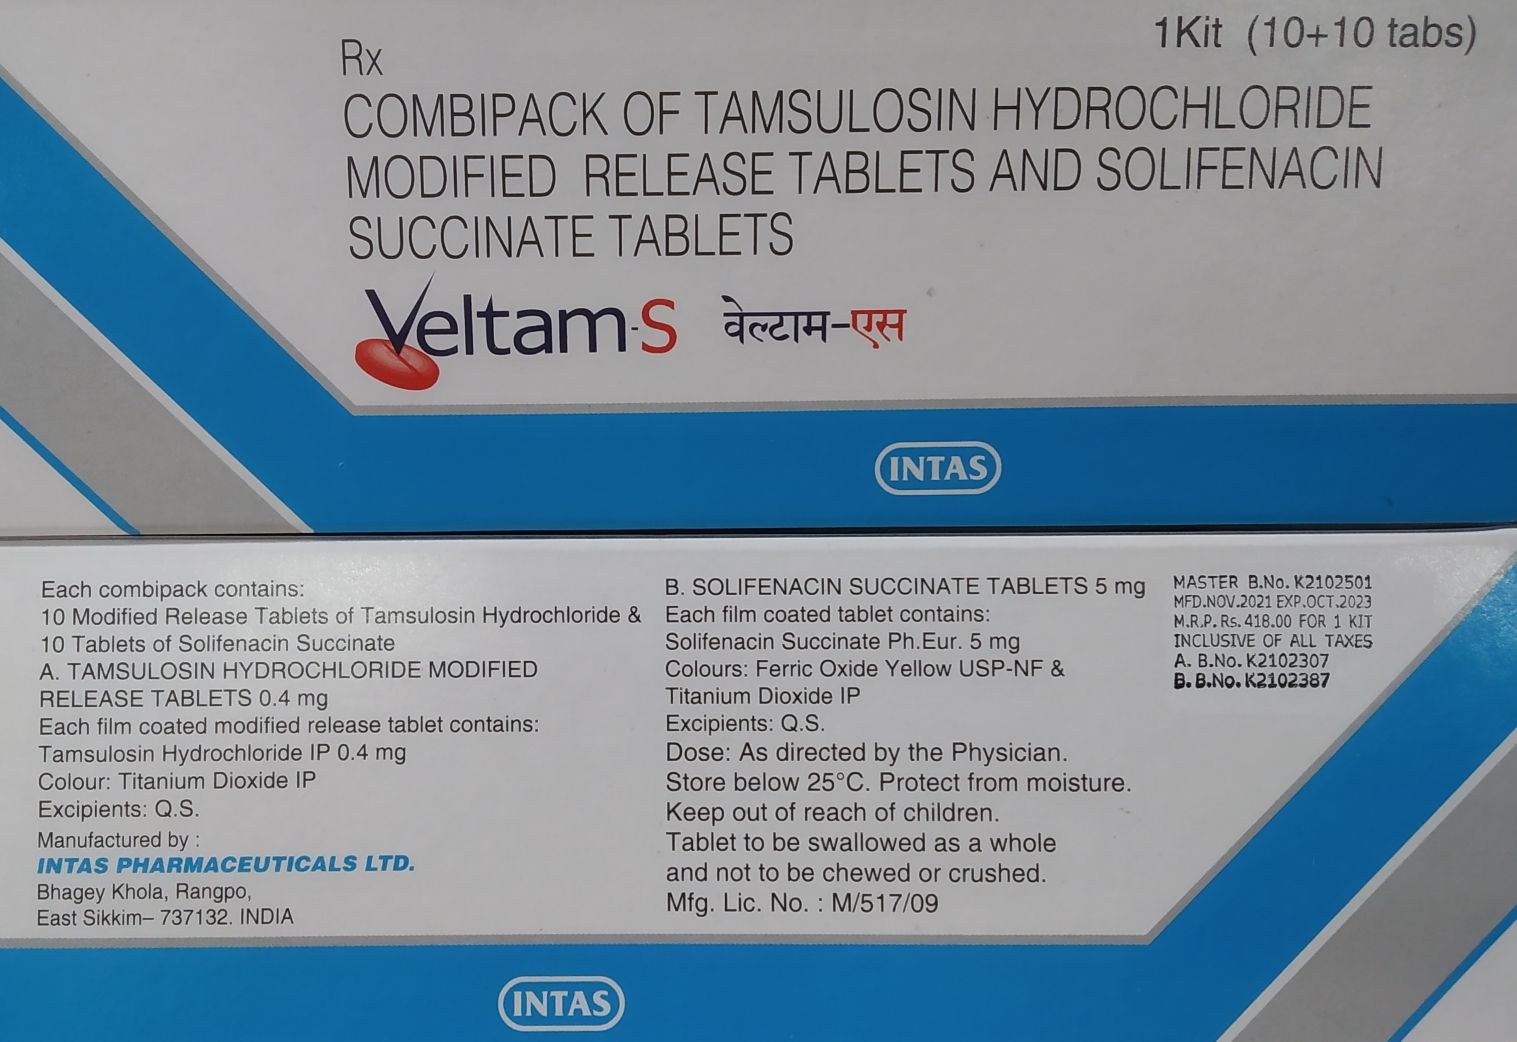 1Kit (10+10 tabs)
Rx
COMBIPACK OF TAMSULOSIN HYDROCHLORIDE
MODIFIED RELEASE TABLETS AND SOLIFENACIN
SUCCINATE TABLETS
Veltam-S वेल्टाम-एस
INTAS
Each combipack contains:
10 Modified Release Tablets of Tamsulosin Hydrochloride &
10 Tablets of Solifenacin Succinate
A. TAMSULOSIN HYDROCHLORIDE MODIFIED
RELEASE TABLETS 0.4 mg
Each film coated modified release tablet contains:
Tamsulosin Hydrochloride IP 0.4 mg
Colour: Titanium Dioxide IP
Excipients: Q.S.
Manufactured by :
INTAS PHARMACEUTICALS LTD.
Bhagey Khola, Rangpo,
East Sikkim– 737132. INDIA
B. SOLIFENACIN SUCCINATE TABLETS 5 mg
Each film coated tablet contains:
Solifenacin Succinate Ph.Eur. 5 mg
Colours: Ferric Oxide Yellow USP-NF &
Titanium Dioxide IP
Excipients: Q.S.
Dose: As directed by the Physician.
Store below 25°C. Protect from moisture.
Keep out of reach of children.
Tablet to be swallowed as a whole
and not to be chewed or crushed.
Mfg. Lic. No. : M/517/09
MASTER B.No. K2102501
MFD.NOV.2021 EXP.OCT.2023
M.R.P. Rs. 418.00 FOR 1 KIT
INCLUSIVE OF ALL TAXES
A. B.No. K2102307
B. B.No. K2102387
INTAS